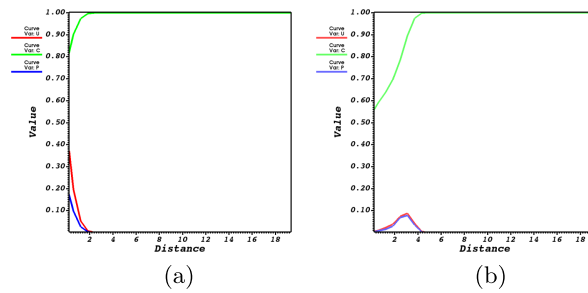 Curve
Var. U
Curve
Var. C
Curve
Var. P
1.00
0.90
0.80
0.70
0.60
0.50
0.40
0.30
0.20
0.10
Value
2 4 6 8 10 12 14 16 18
Distance
(a)
Curve
Var. U
Curve
Var. C
Curve
Var. P
1.00
0.90
0.80
0.70
0.60
0.50
0.40
0.30
0.20
0.10
Value
2 4 6 8 10 12 14 16 18
Distance
(b)